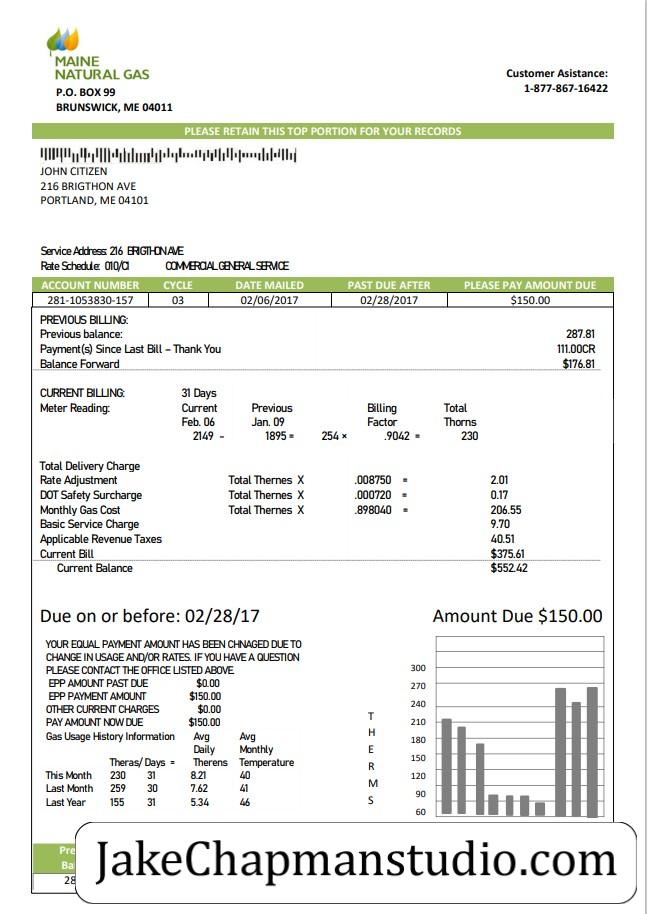 MAINE
NATURAL GAS
P.O. BOX 99
BRUNSWICK, ME 04011
Customer Asistance:
1-877-867-16422
PLEASE RETAIN THIS TOP PORTION FOR YOUR RECORDS
JOHN CITIZEN
216 BRIGTHON AVE
PORTLAND, ME 04101
Service Address: 216 BRIGTHON AVE
Rate Schedule: 010/C1 COMMERCIAL GENERAL SERVICE
ACCOUNT NUMBER CYCLE DATE MAILED PAST DUE AFTER PLEASE PAY AMOUNT DUE
281-1053830-157 03 02/06/2017 02/28/2017 $150.00
PREVIOUS BILLING:
Previous balance: 287.81
Payment(s) Since Last Bill – Thank You 111.00CR
Balance Forward $176.81
CURRENT BILLING: 31 Days
Meter Reading: Current Previous Billing Total
Feb. 06 Jan. 09 Factor Thorns
2149 – 1895 = 254 × .9042 = 230
Total Delivery Charge
Rate Adjustment Total Thernes X .008750 = 2.01
DOT Safety Surcharge Total Thernes X .000720 = 0.17
Monthly Gas Cost Total Thernes X .898040 = 206.55
Basic Service Charge 9.70
Applicable Revenue Taxes 40.51
Current Bill $375.61
Current Balance $552.42
Due on or before: 02/28/17 Amount Due $150.00
YOUR EQUAL PAYMENT AMOUNT HAS BEEN CHNAGED DUE TO
CHANGE IN USAGE AND/OR RATES. IF YOU HAVE A QUESTION
PLEASE CONTACT THE OFFICE LISTED ABOVE.
EPP AMOUNT PAST DUE $0.00
EPP PAYMENT AMOUNT $150.00
OTHER CURRENT CHARGES $0.00
PAY AMOUNT NOW DUE $150.00
Gas Usage History Information Avg Avg
Daily Monthly
Theras/ Days = Therens Temperature
This Month 230 31 8.21 40
Last Month 259 30 7.62 41
Last Year 155 31 5.34 46
THERMS
300
270
240
210
180
150
120
90
60
JakeChapmanstudio.com